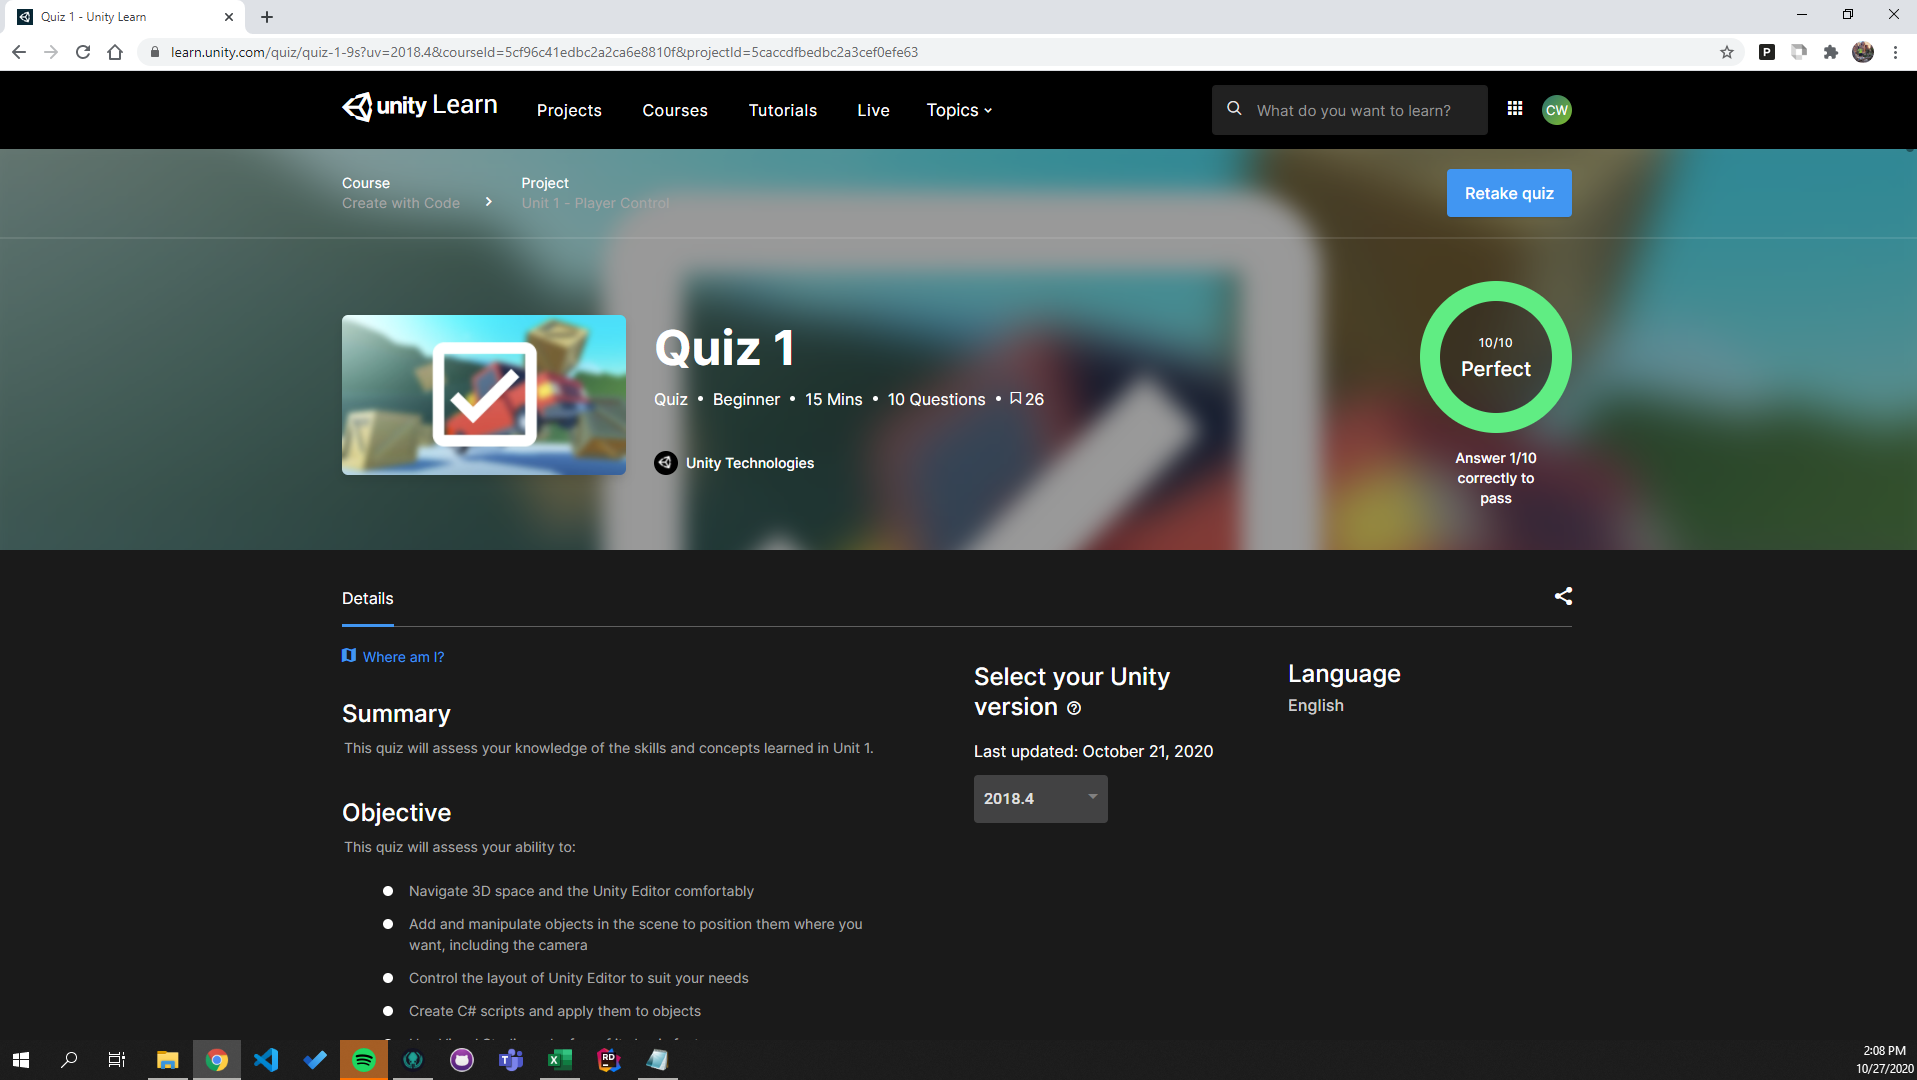 Quiz 1 - Unity Learn
learn.unity.com/quiz/quiz-1-9s?uv=2018.4&courseId=5cf96c41edbc2a2ca6e8810f&projectId=5caccdfbedbc2a3cef0efe63
P
unity Learn
Projects
Courses
Tutorials
Live
Topics
What do you want to learn?
CW
Course
Create with Code
Project
Unit 1 - Player Control
Retake quiz
Quiz 1
Quiz • Beginner • 15 Mins • 10 Questions • 26
Unity Technologies
10/10
Perfect
Answer 1/10
correctly to
pass
Details
Where am I?
Summary
This quiz will assess your knowledge of the skills and concepts learned in Unit 1.
Objective
This quiz will assess your ability to:
Navigate 3D space and the Unity Editor comfortably
Add and manipulate objects in the scene to position them where you
want, including the camera
Control the layout of Unity Editor to suit your needs
Create C# scripts and apply them to objects
Select your Unity
version
Last updated: October 21, 2020
2018.4
Language
English
RD
2:08 PM
10/27/2020